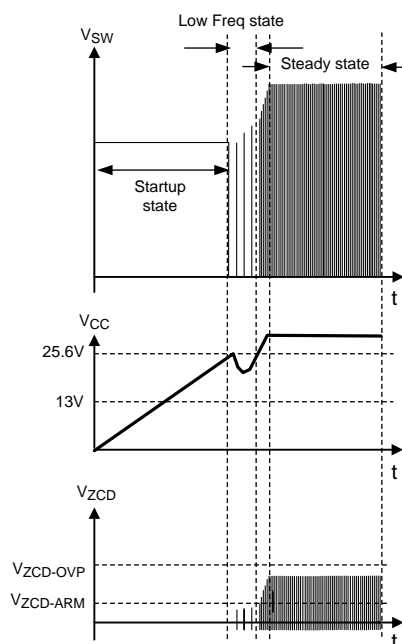 Low Freq state
VSW
Steady state
Startup
state
t
VCC
25.6V
13V
t
VZCD
VZCD-OVP
VZCD-ARM
t